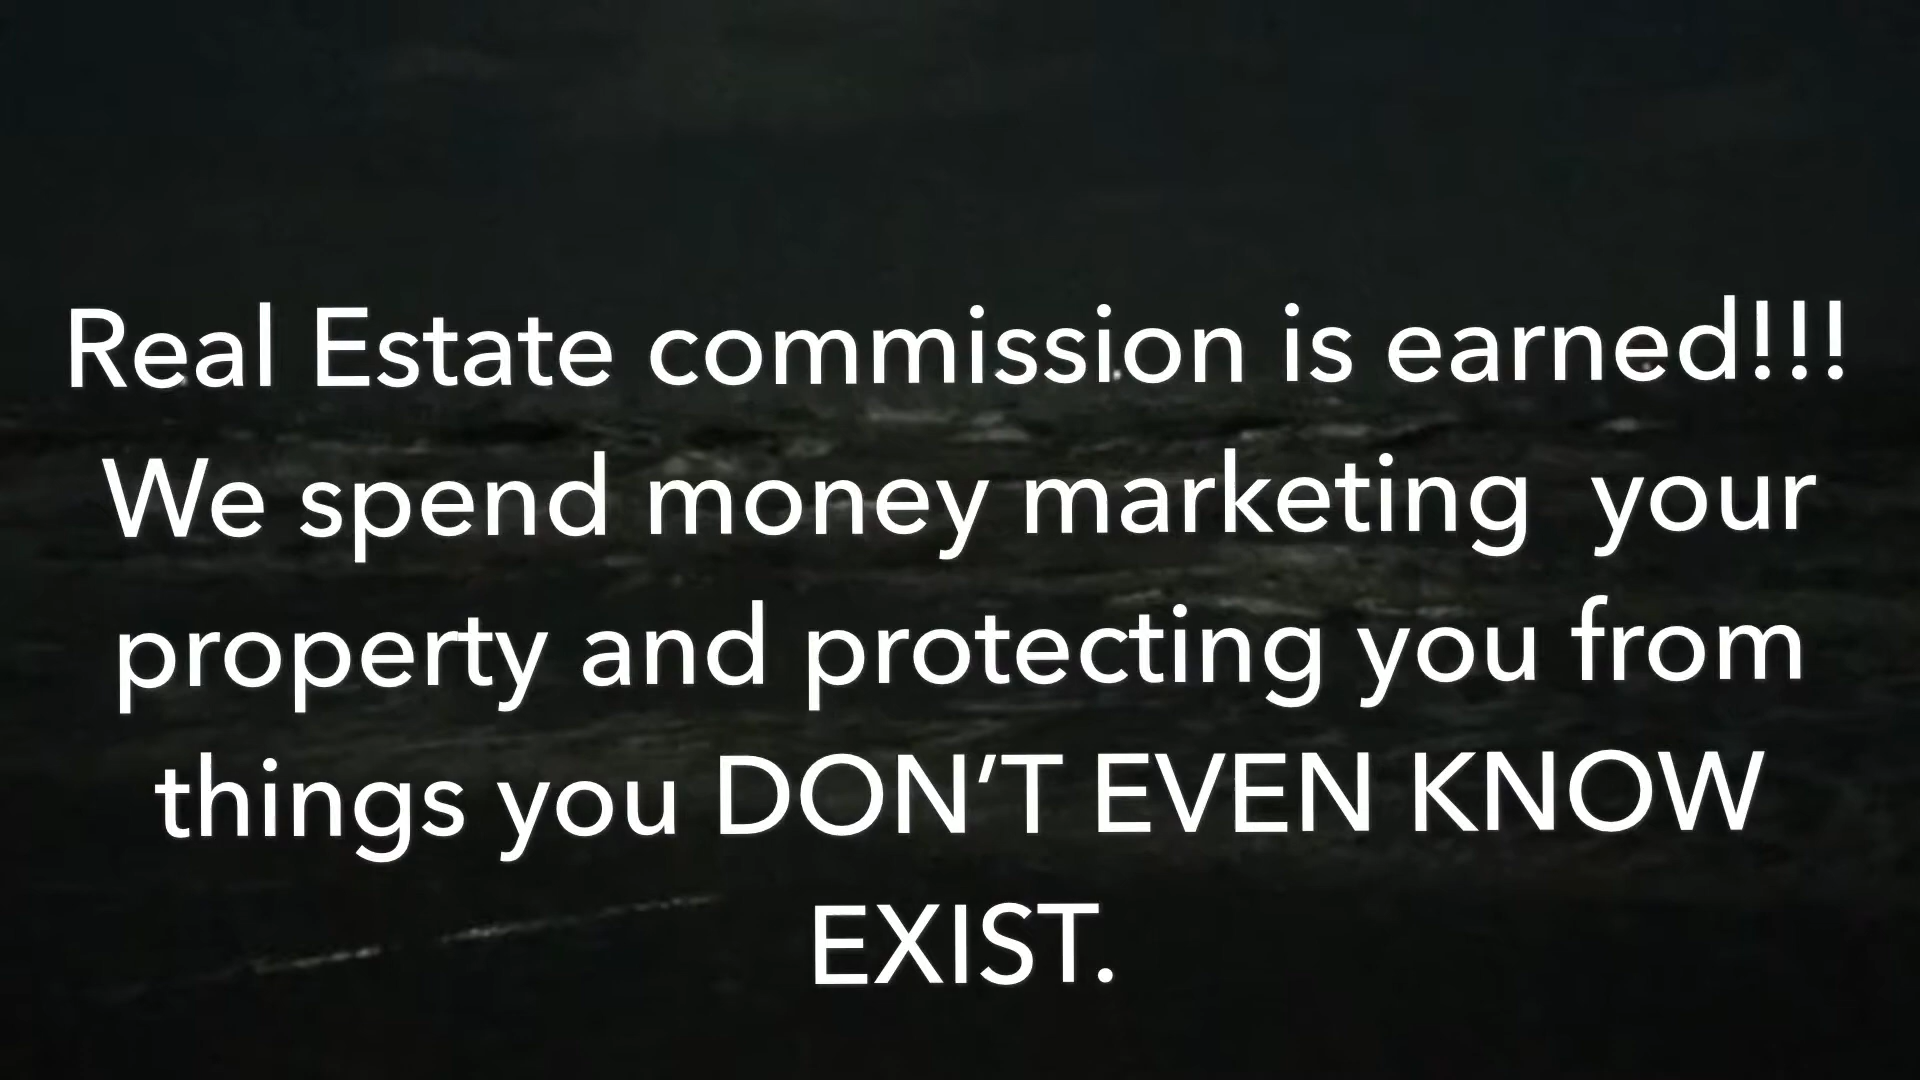 Real Estate commission is earned!!!
We spend money marketing  your
property and protecting you from
things you DON’T EVEN KNOW
EXIST.